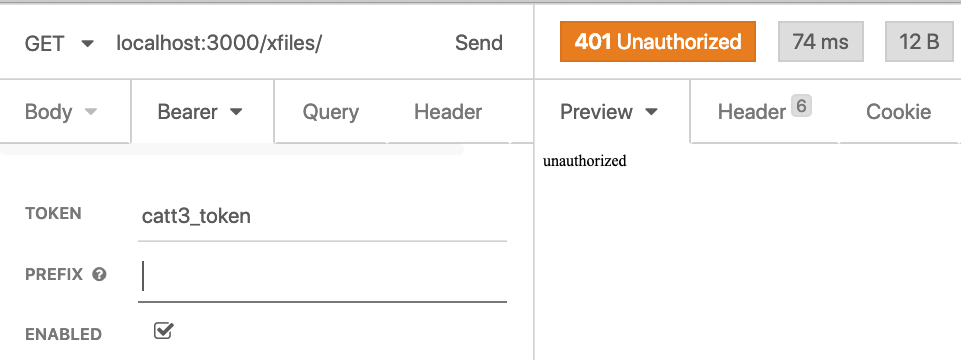 GET localhost:3000/xfiles/ Send
401 Unauthorized 74 ms 12 B
Body Bearer Query Header
Preview Header 6 Cookie
unauthorized
TOKEN catt3_token
PREFIX ?
ENABLED